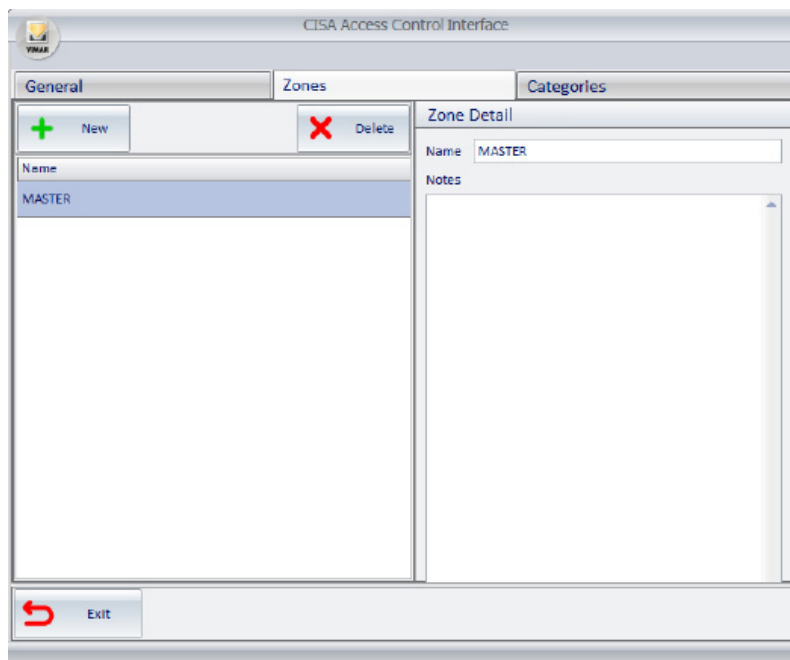 CISA Access Control Interface
VIMAR
General Zones Categories
New Delete
Name
MASTER
Zone Detail
Name MASTER
Notes
Exit